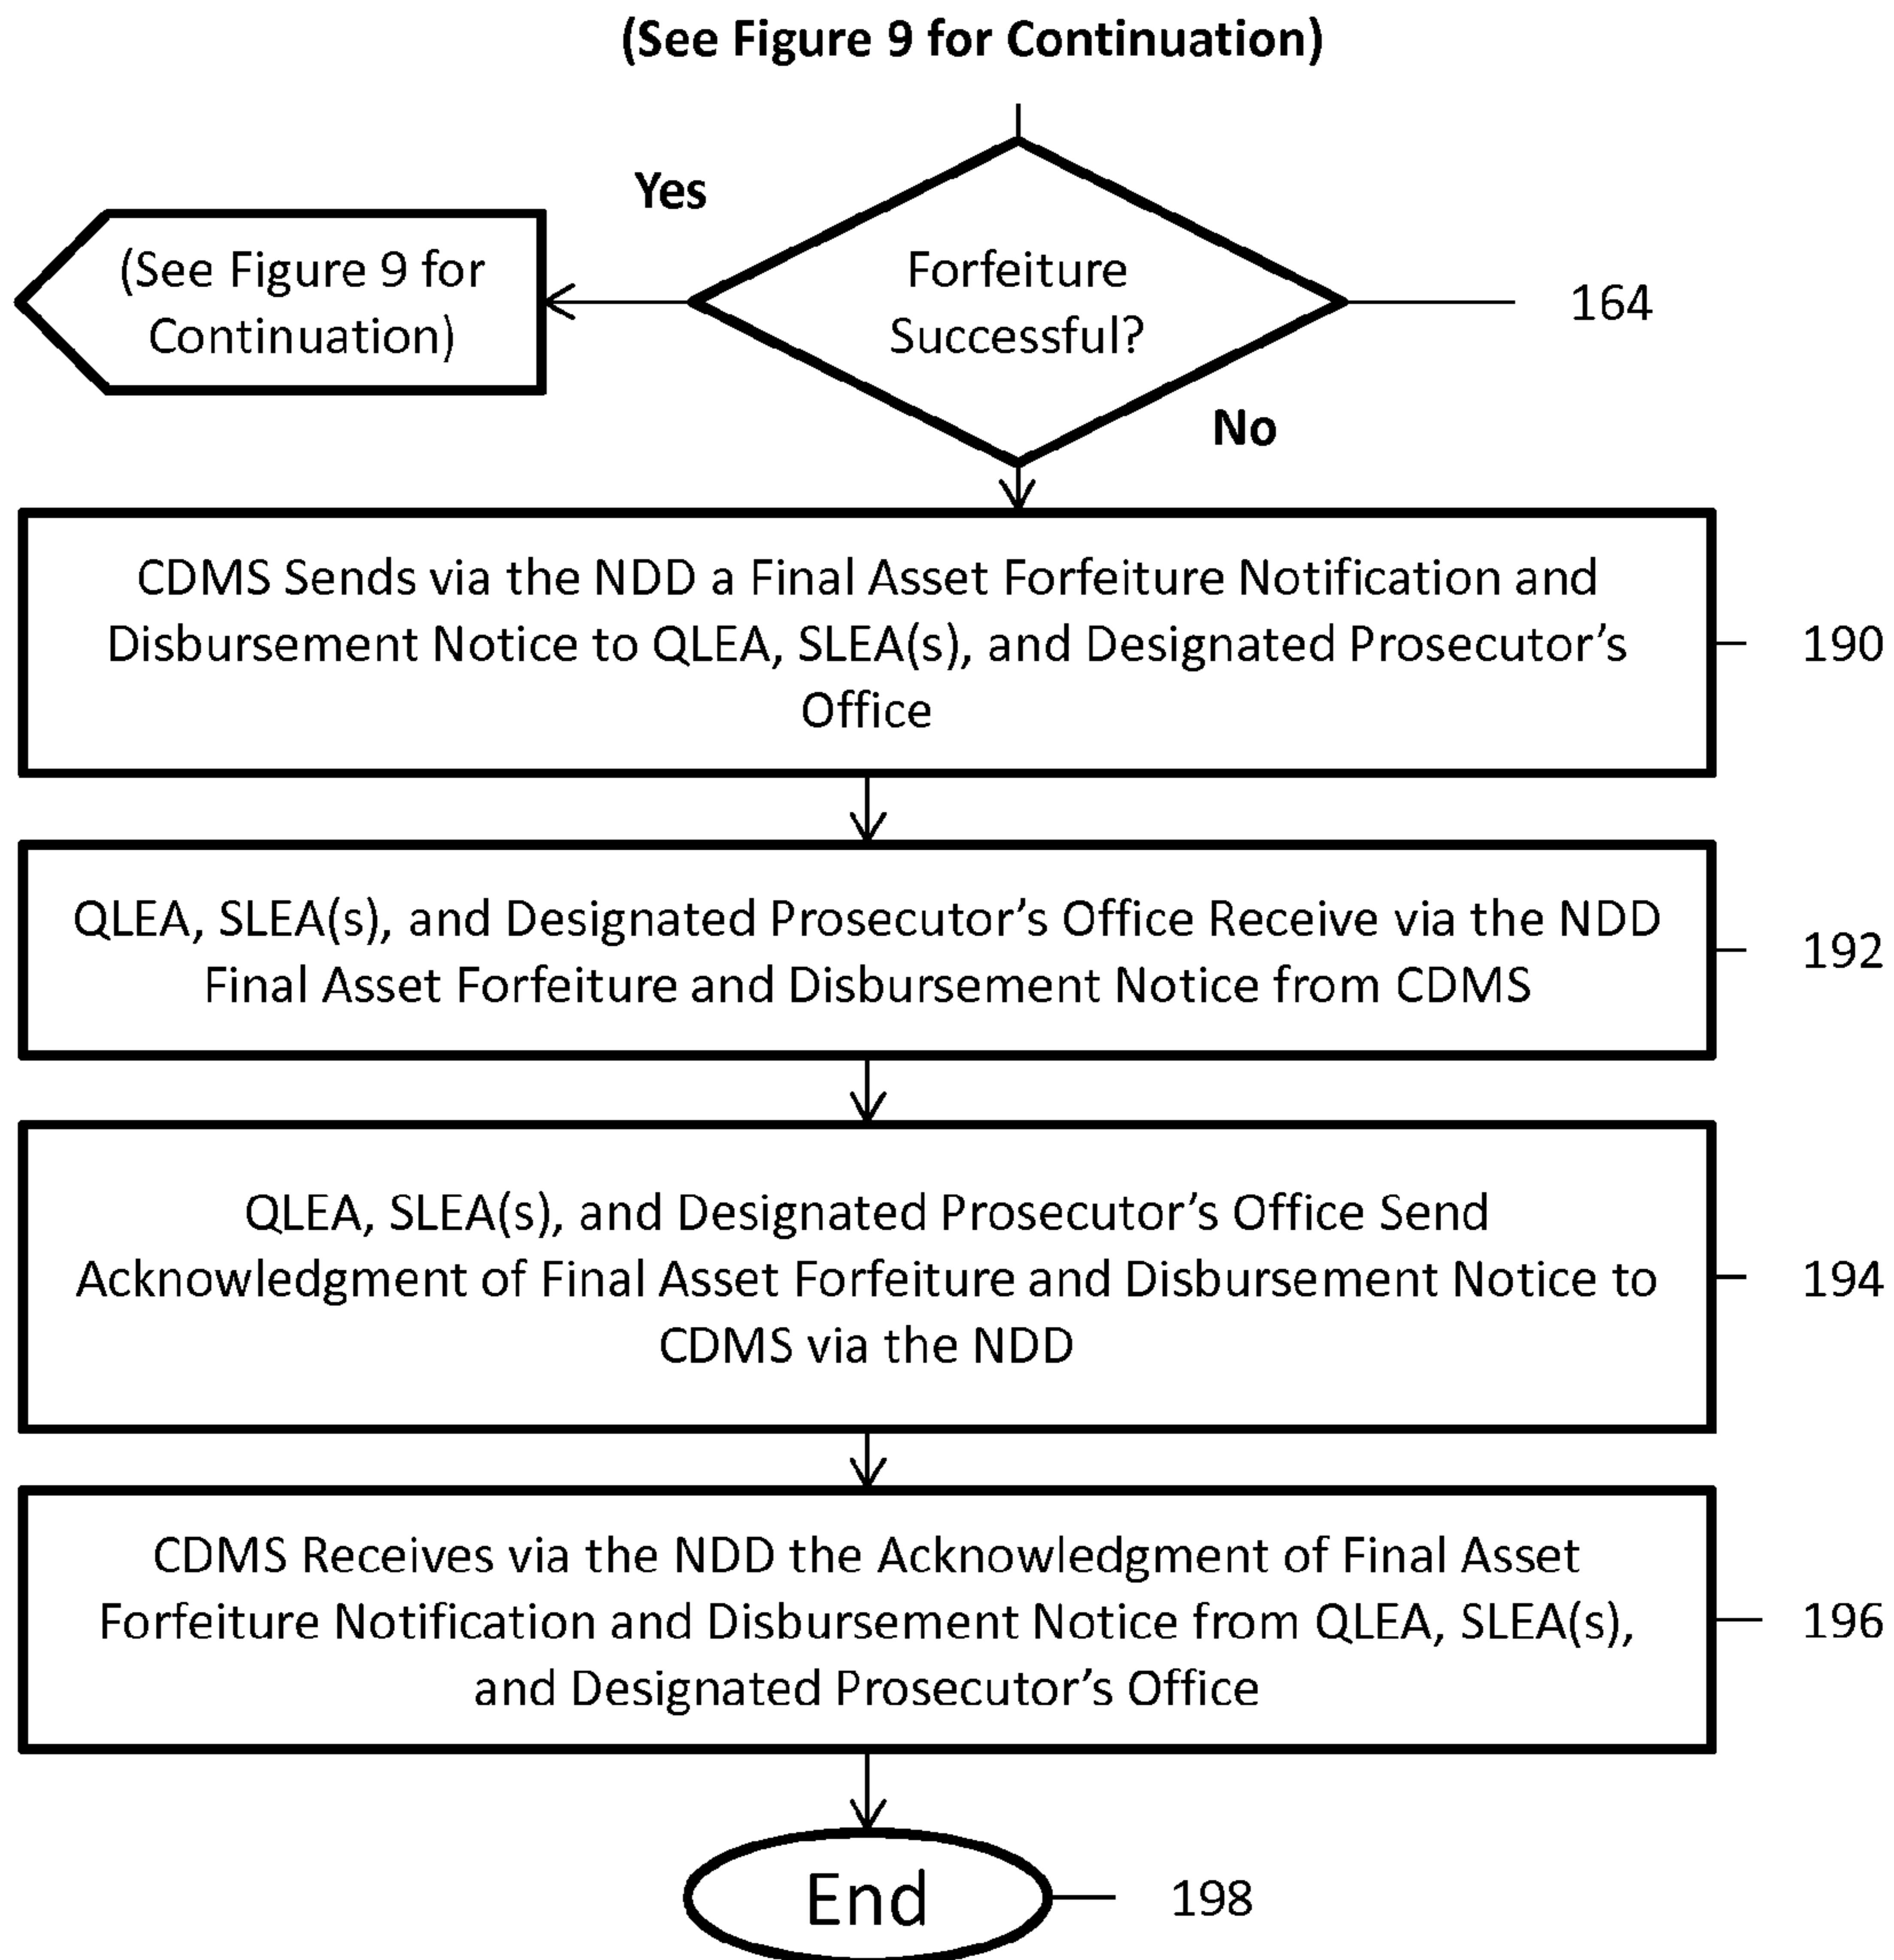 (See Figure 9 for Continuation)
Yes
(See Figure 9 for
Continuation)
Forfeiture
Successful?
164
No
CDMS Sends via the NDD a Final Asset Forfeiture Notification and
Disbursement Notice to QLEA, SLEA(s), and Designated Prosecutor’s
Office
190
QLEA, SLEA(s), and Designated Prosecutor’s Office Receive via the NDD
Final Asset Forfeiture and Disbursement Notice from CDMS
192
QLEA, SLEA(s), and Designated Prosecutor’s Office Send
Acknowledgment of Final Asset Forfeiture and Disbursement Notice to
CDMS via the NDD
194
CDMS Receives via the NDD the Acknowledgment of Final Asset
Forfeiture Notification and Disbursement Notice from QLEA, SLEA(s),
and Designated Prosecutor’s Office
196
End
198